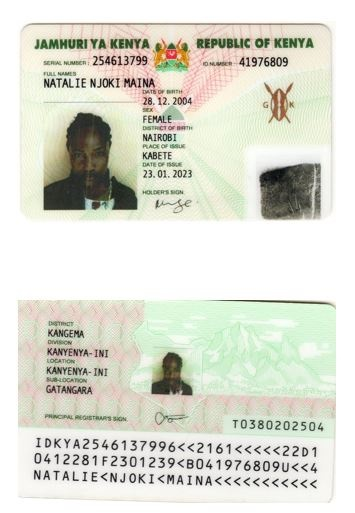 JAMHURI YA KENYA REPUBLIC OF KENYA
SERIAL NUMBER: 254613799 ID NUMBER: 41976809
FULL NAMES
NATALIE NJOKI MAINA
DATE OF BIRTH
28.12.2004
SEX
FEMALE
G K
DISTRICT OF BIRTH
NAIROBI
PLACE OF ISSUE
KABETE
DATE OF ISSUE
23.01.2023
HOLDER'S SIGN.
DISTRICT
KANGEMA
DIVISION
KANYENYA-INI
LOCATION
KANYENYA-INI
SUB-LOCATION
GATANGARA
PRINCIPAL REGISTRAR'S SIGN.
T0380202504
IDKYA2546137996<<2161<<<<<22D1
0412281F2301239<B041976809U<<4
NATALIE<NJOKI<MAINA<<<<<<<<<<<